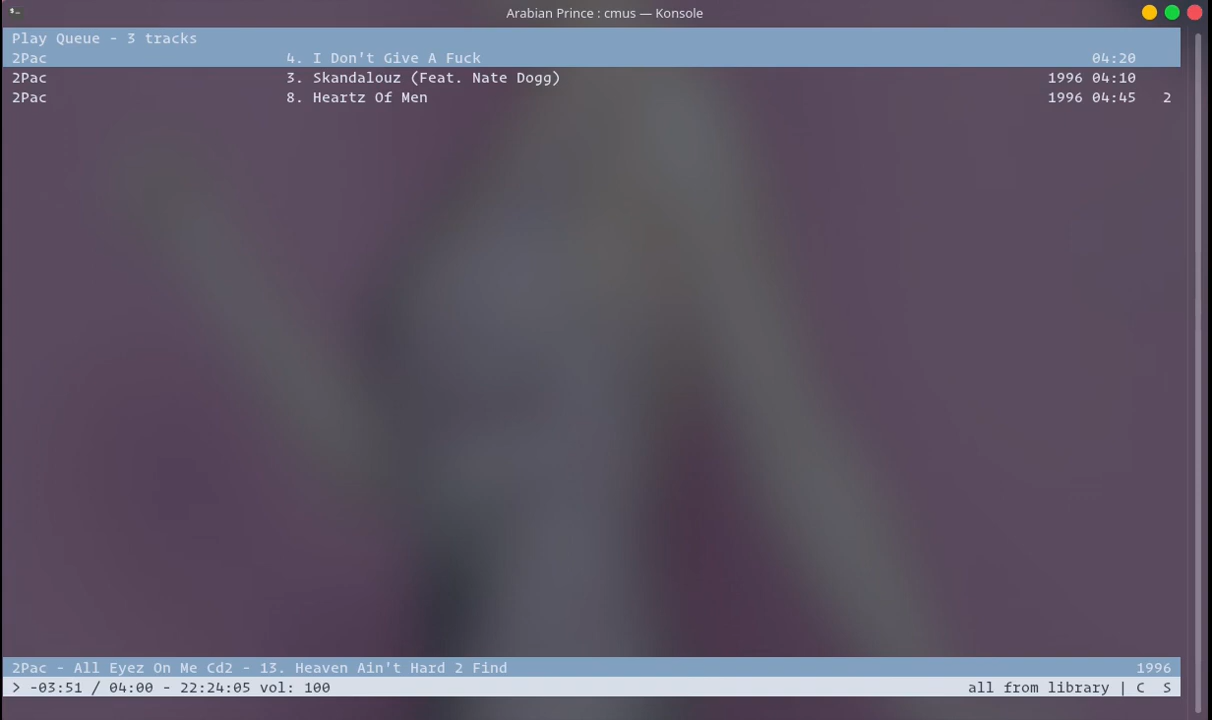 Arabian Prince : cmus — Konsole
Play Queue - 3 tracks
2Pac 4. I Don't Give A Fuck 04:20
2Pac 3. Skandalouz (Feat. Nate Dogg) 1996 04:10
2Pac 8. Heartz Of Men 1996 04:45 2
2Pac - All Eyez On Me Cd2 - 13. Heaven Ain't Hard 2 Find 1996
> -03:51 / 04:00 - 22:24:05 vol: 100 all from library | C S